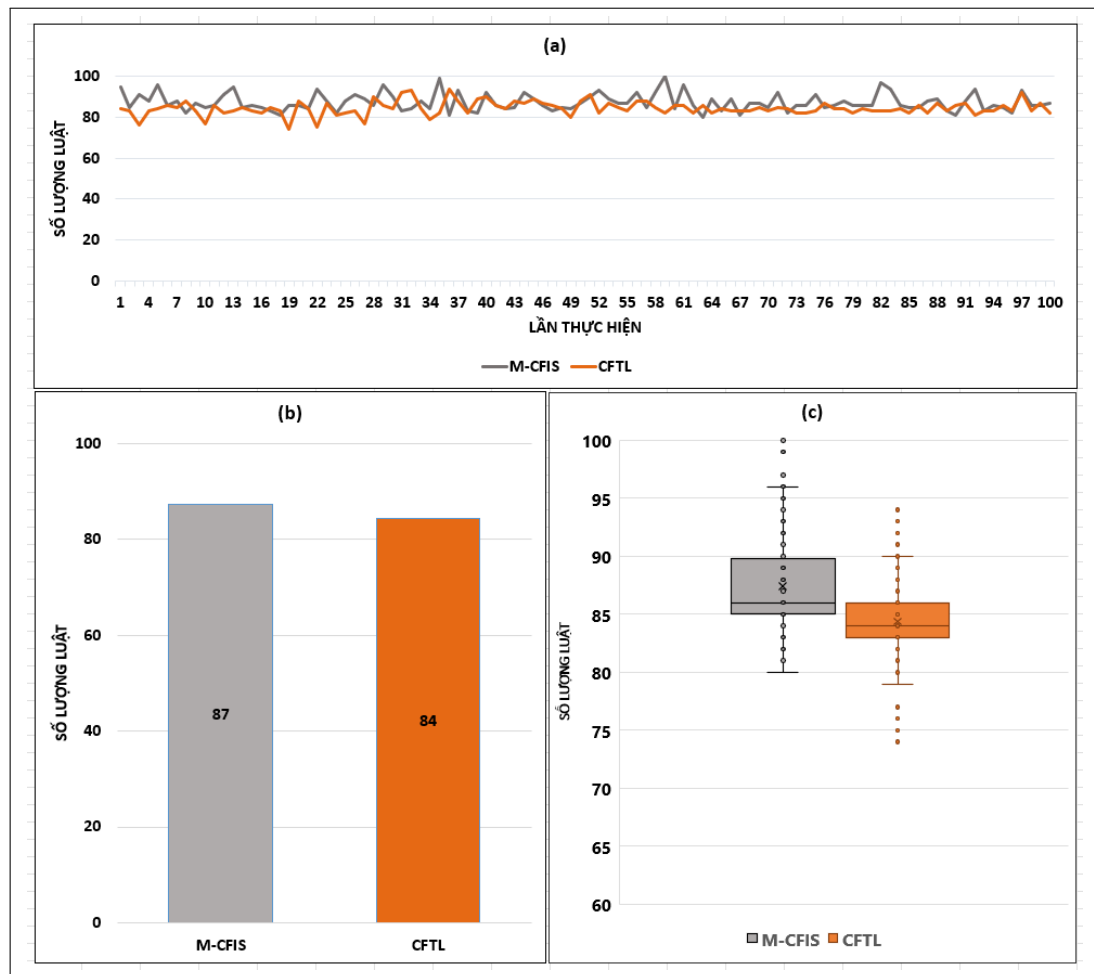 (a)
SỐ LƯỢNG LUẬT
100
80
60
40
20
0
1 4 7 10 13 16 19 22 25 28 31 34 37 40 43 46 49 52 55 58 61 64 67 70 73 76 79 82 85 88 91 94 97 100
LẦN THỰC HIỆN
M-CFIS CFTL
(b)
SỐ LƯỢNG LUẬT
100
80
60
40
20
0
87
84
M-CFIS CFTL
(c)
SỐ LƯỢNG LUẬT
100
95
90
85
80
75
70
65
60
M-CFIS CFTL